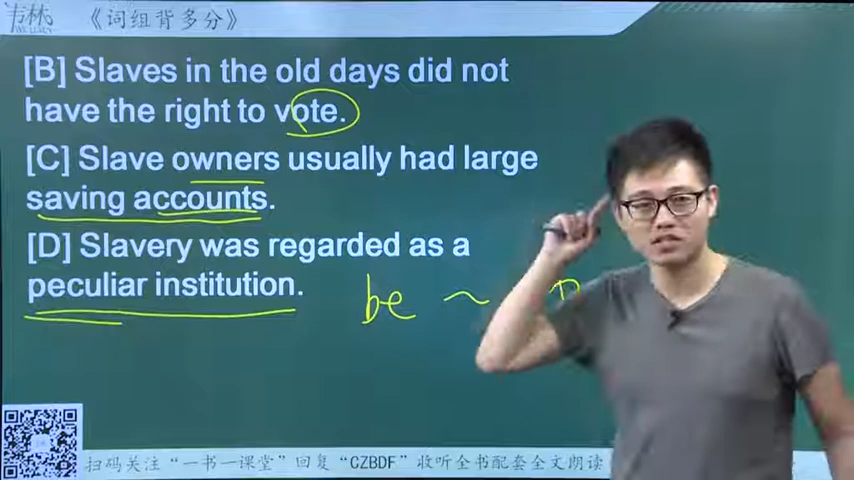 韦林 《词组背多分》
[B] Slaves in the old days did not
have the right to vote.
[C] Slave owners usually had large
saving accounts.
[D] Slavery was regarded as a
peculiar institution.
be ~
扫码关注“一书一课堂”回复“CZBDF”收听全书配套全文朗读